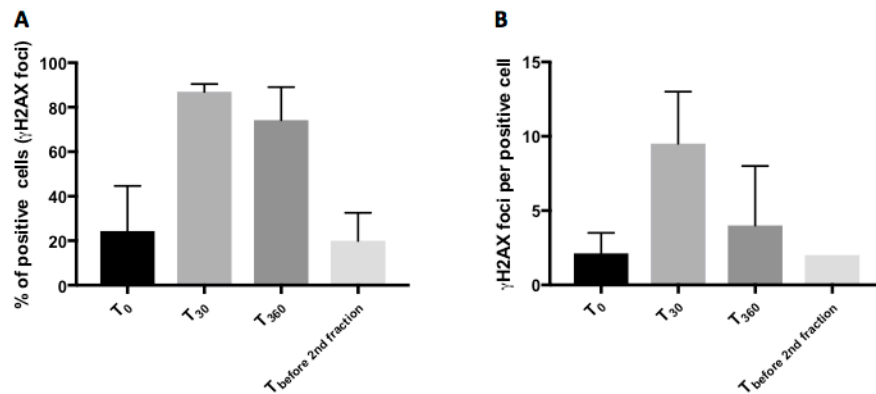 A
% of positive cells (γH2AX foci)
100
80
60
40
20
0
T0
T30
T360
Tbefore 2nd fraction
B
γH2AX foci per positive cell
15
10
5
0
T0
T30
T360
Tbefore 2nd fraction